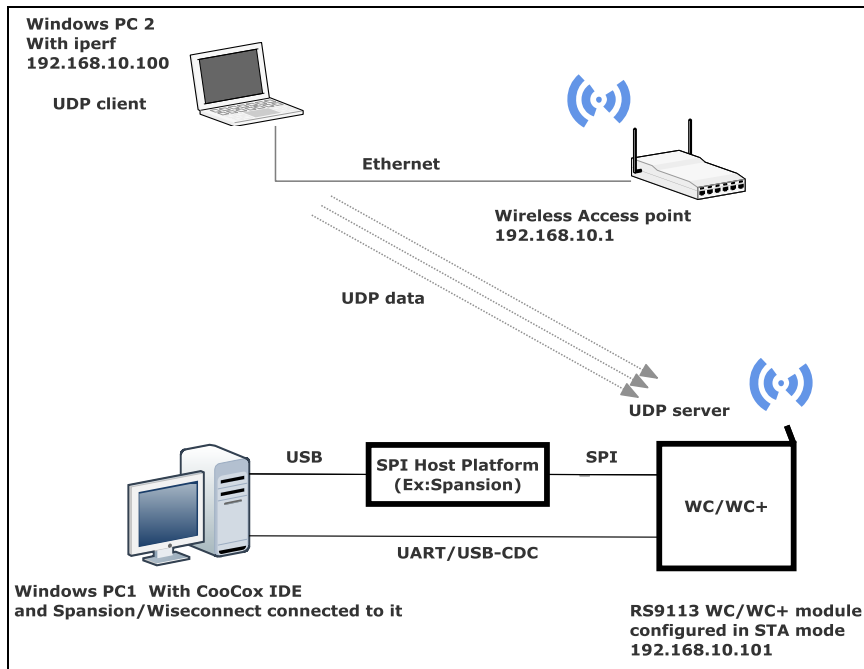 Windows PC 2
With iperf
192.168.10.100
UDP client
Ethernet
Wireless Access point
192.168.10.1
UDP data
UDP server
USB
SPI Host Platform
(Ex:Spansion)
SPI
WC/WC+
UART/USB-CDC
Windows PC1  With CooCox IDE
and Spansion/Wiseconnect connected to it
RS9113 WC/WC+ module
configured in STA mode
192.168.10.101